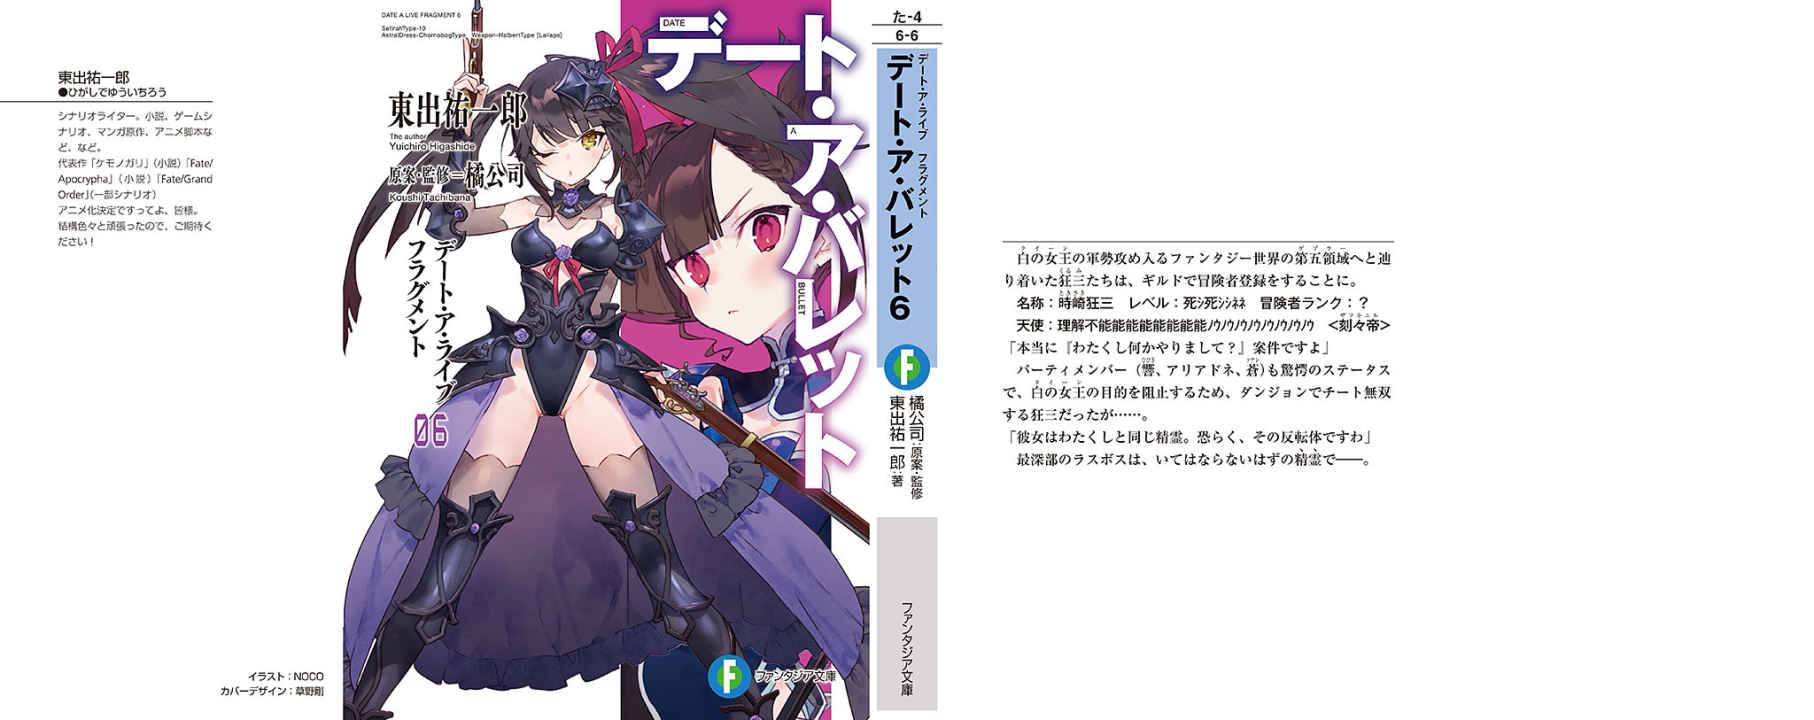 東出祐一郎
●ひがしでゆういちろう
シナリオライター。小説、ゲームシ
ナリオ、マンガ原作、アニメ脚本な
ど、など。
代表作「ケモノガリ」(小説)『Fate/
Apocrypha』(小説)『Fate/Grand
Order』(一部シナリオ)
アニメ化決定ですってよ、皆様。
結構色々と頑張ったので、ご期待く
ださい!
イラスト:NOCO
カバーデザイン:草野剛
DATE A LIVE FRAGMENT 6
AstralDress-ChornobogType Weapon-HalbertType [Lailaps]
東出祐一郎
The author
Yuichiro Higashide
原案・監修=橘公司
Koushi Tachibana
デート・ア・ライブ
フラグメント
06
デート・ア・バレット
DATE
A
BULLET
F
ファンタジア文庫
た-4
6-6
デート・ア・ライブ フラグメント
デート・ア・バレット6
F
橘公司:原案・監修
東出祐一郎:著
ファンタジア文庫
白の女王の軍勢攻め入るファンタジー世界の第五領域へと辿
り着いた狂三たちは、ギルドで冒険者登録をすることに。
名称:時崎狂三 レベル:死シ死シシネネ 冒険者ランク:?
天使:理解不能能能能能能能能ノウノウノウノウノウノウノウ <刻々帝>
「本当に『わたくし何かやりまして?』案件ですよ」
パーティメンバー(響、アリアドネ、蒼)も驚愕のステータス
で、白の女王の目的を阻止するため、ダンジョンでチート無双
する狂三だったが……。
「彼女はわたくしと同じ精霊。恐らく、その反転体ですわ」
最深部のラスボスは、いてはならないはずの精霊で――。